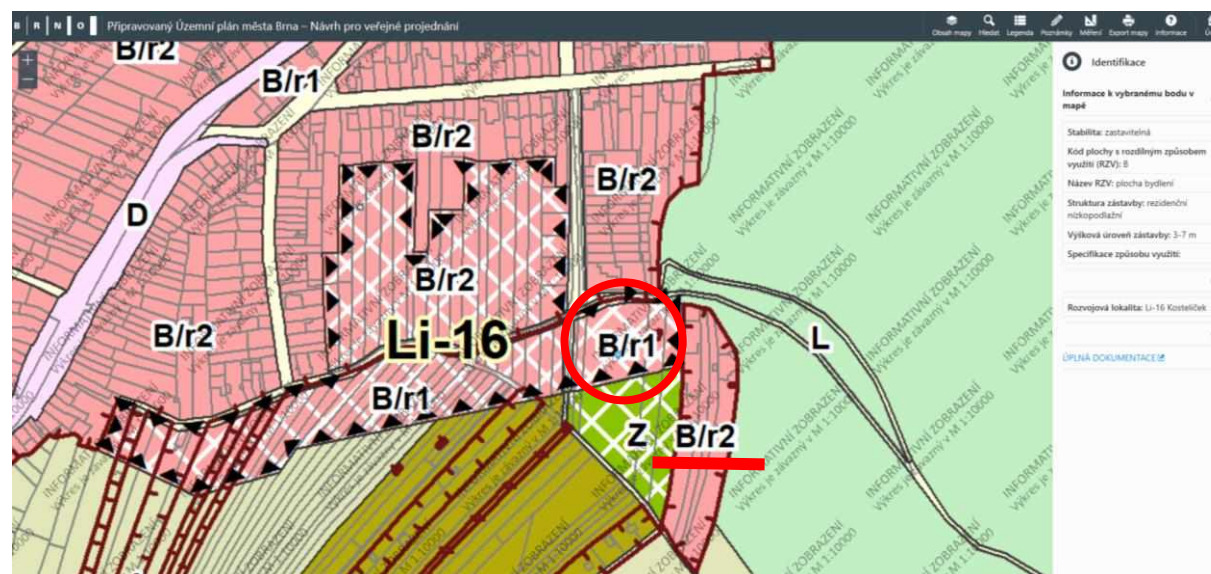 B R N O
Připravovaný Územní plán města Brna – Návrh pro veřejné projednání
Obsah mapy
Hledat
Legenda
Poznámky
Měření
Export mapy
Informace
+
−
B/r2
B/r1
B/r2
B/r2
D
B/r2
B/r2
Li-16
B/r1
L
B/r1
Z
B/r2
INFORMATIVNÍ ZOBRAZENÍ
Výkres je závazný v M 1:10000
Identifikace
Informace k vybranému bodu v
mapě
Stabilita: zastavitelná
Kód plochy s rozdílným způsobem
využití (RZV): B
Název RZV: plocha bydlení
Struktura zástavby: rezidenční
nízkopodlažní
Výšková úroveň zástavby: 3-7 m
Specifikace způsobu využití:
Rozvojová lokalita: Li-16 Kostelíček
ÚPLNÁ DOKUMENTACE